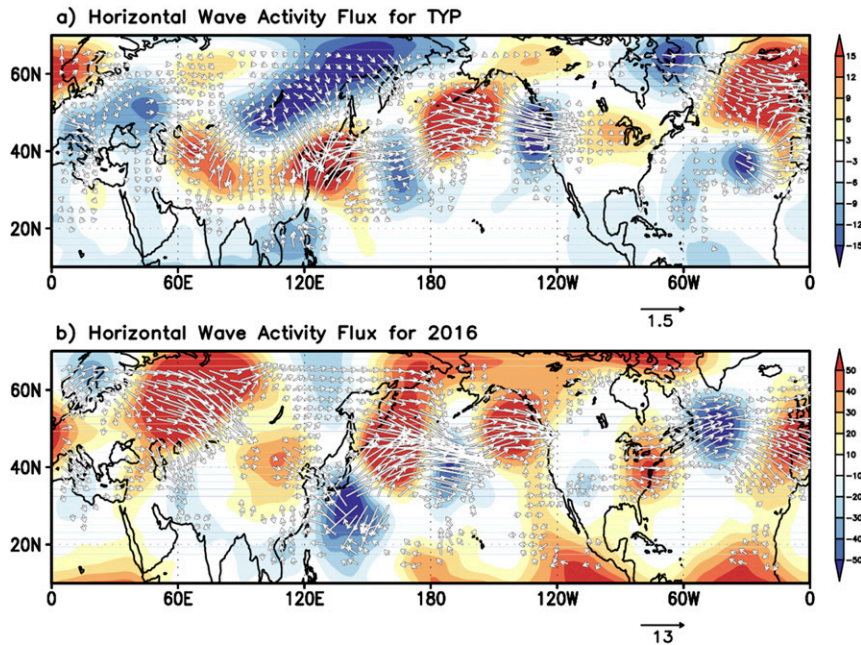 a) Horizontal Wave Activity Flux for TYP
60N
40N
20N
0 60E 120E 180 120W 60W 0
15
12
9
6
3
-3
-6
-9
-12
-15
1.5
b) Horizontal Wave Activity Flux for 2016
60N
40N
20N
0 60E 120E 180 120W 60W 0
50
40
30
20
10
-10
-20
-30
-40
-50
13